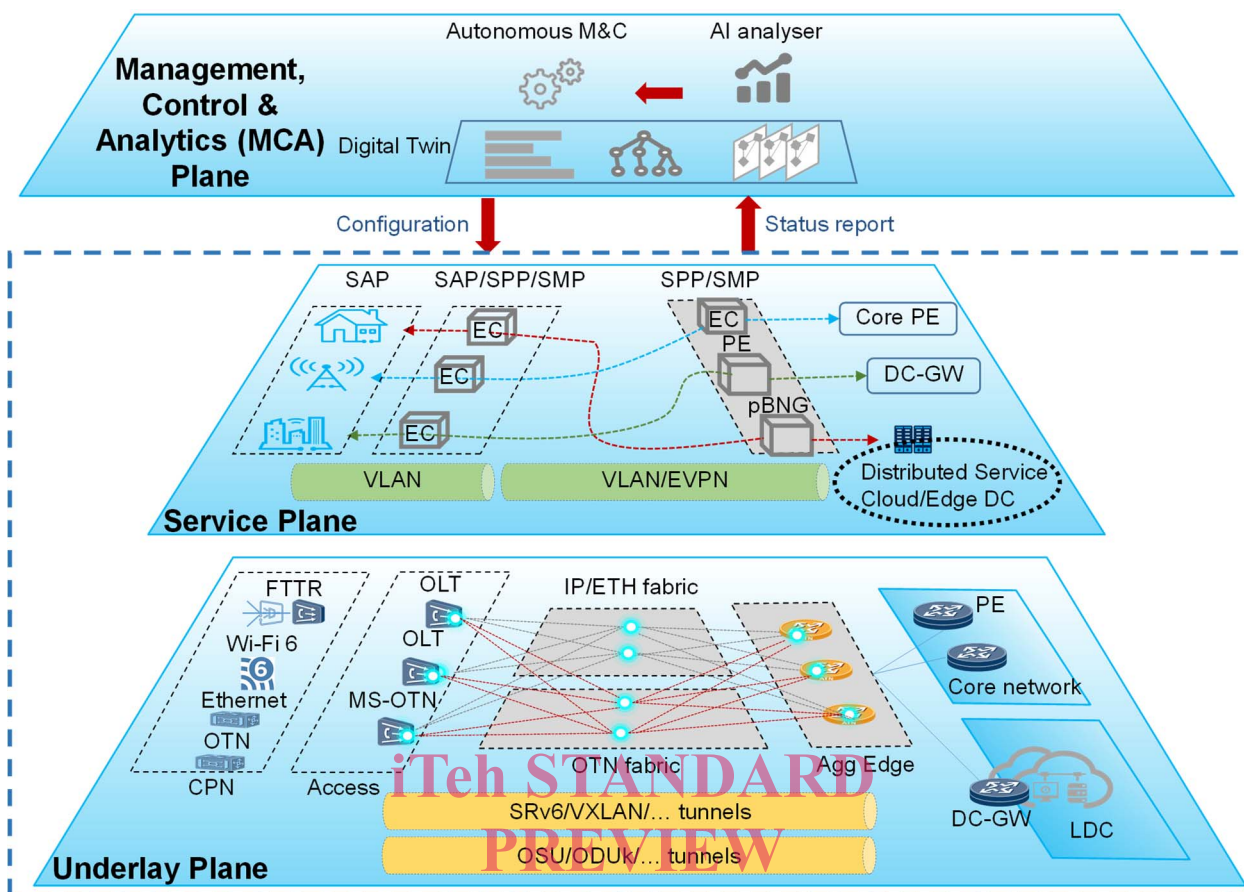 Autonomous M&C
AI analyser
Management,
Control &
Analytics (MCA)
Plane
Digital Twin
Configuration
Status report
SAP
SAP/SPP/SMP
SPP/SMP
EC
EC
EC
EC
PE
pBNG
Core PE
DC-GW
VLAN
VLAN/EVPN
Distributed Service
Cloud/Edge DC
Service Plane
FTTR
Wi-Fi 6
6
Ethernet
OTN
CPN
OLT
OLT
MS-OTN
Access
IP/ETH fabric
OTN fabric
Agg Edge
PE
Core network
DC-GW
LDC
iTeh STANDARD
PREVIEW
SRv6/VXLAN/... tunnels
OSU/ODUk/... tunnels
Underlay Plane